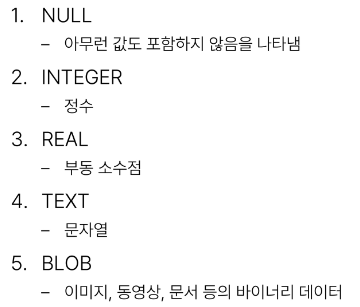 1. NULL
– 아무런 값도 포함하지 않음을 나타냄
2. INTEGER
– 정수
3. REAL
– 부동 소수점
4. TEXT
– 문자열
5. BLOB
– 이미지, 동영상, 문서 등의 바이너리 데이터